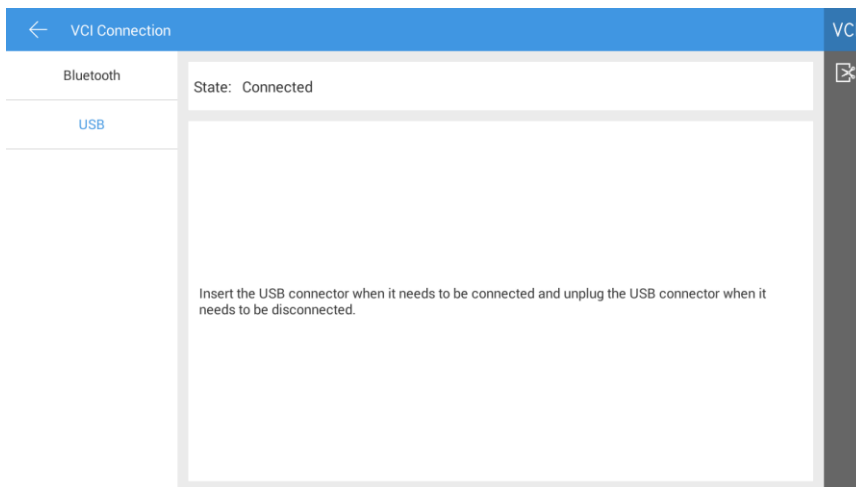 VCI Connection
VCI
Bluetooth
USB
State: Connected
Insert the USB connector when it needs to be connected and unplug the USB connector when it
needs to be disconnected.